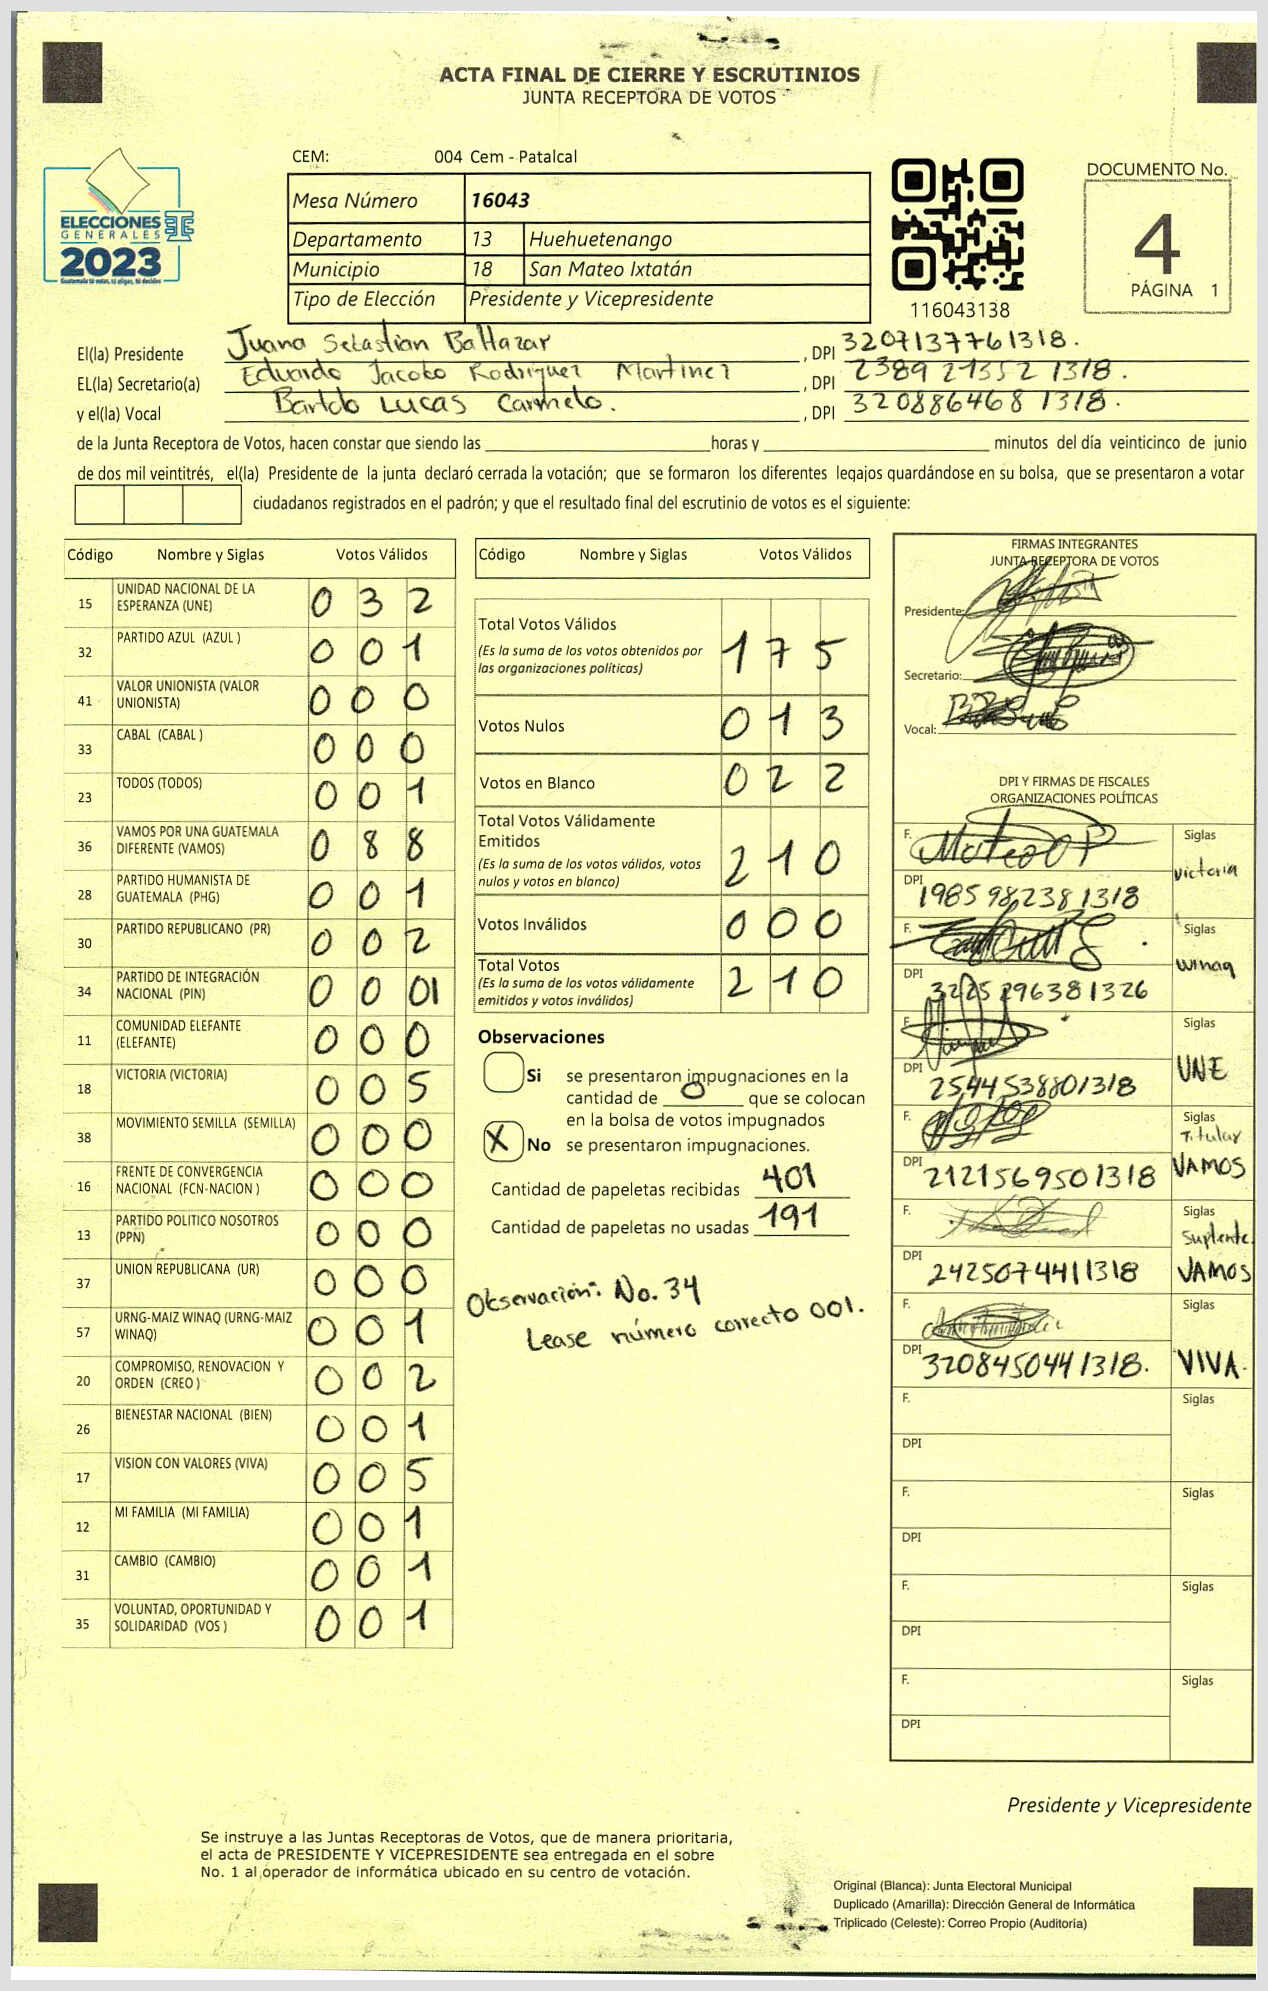 ACTA FINAL DE CIERRE Y ESCRUTINIOS
JUNTA RECEPTORA DE VOTOS
ELECCIONES
GENERALES
2023
Guatemala tú votas, tú eliges, tú decides
CEM: 004 Cem - Patalcal
Mesa Número 16043
Departamento 13 Huehuetenango
Municipio 18 San Mateo Ixtatán
Tipo de Elección Presidente y Vicepresidente
116043138
DOCUMENTO No.
4
PÁGINA 1
El(la) Presidente Juana Sebastian Baltazar, DPI 3207137761318.
EL(la) Secretario(a) Eduardo Jacobo Rodriguez Martinez, DPI 2389 21352 1318.
y el(la) Vocal Bartolo Lucas Carmelo., DPI 320886468 1318.
de la Junta Receptora de Votos, hacen constar que siendo las horas y minutos del día veinticinco de junio
de dos mil veintitrés, el(la) Presidente de la junta declaró cerrada la votación; que se formaron los diferentes legajos guardándose en su bolsa, que se presentaron a votar
ciudadanos registrados en el padrón; y que el resultado final del escrutinio de votos es el siguiente:
Código Nombre y Siglas Votos Válidos
15 UNIDAD NACIONAL DE LA ESPERANZA (UNE) 0 3 2
32 PARTIDO AZUL (AZUL ) 0 0 1
41 VALOR UNIONISTA (VALOR UNIONISTA) 0 0 0
33 CABAL (CABAL ) 0 0 0
23 TODOS (TODOS) 0 0 1
36 VAMOS POR UNA GUATEMALA DIFERENTE (VAMOS) 0 8 8
28 PARTIDO HUMANISTA DE GUATEMALA (PHG) 0 0 1
30 PARTIDO REPUBLICANO (PR) 0 0 2
34 PARTIDO DE INTEGRACIÓN NACIONAL (PIN) 0 0 01
11 COMUNIDAD ELEFANTE (ELEFANTE) 0 0 0
18 VICTORIA (VICTORIA) 0 0 5
38 MOVIMIENTO SEMILLA (SEMILLA) 0 0 0
16 FRENTE DE CONVERGENCIA NACIONAL (FCN-NACION ) 0 0 0
13 PARTIDO POLITICO NOSOTROS (PPN) 0 0 0
37 UNION REPUBLICANA (UR) 0 0 0
57 URNG-MAIZ WINAQ (URNG-MAIZ WINAQ) 0 0 1
20 COMPROMISO, RENOVACION Y ORDEN (CREO ) 0 0 2
26 BIENESTAR NACIONAL (BIEN) 0 0 1
17 VISION CON VALORES (VIVA) 0 0 5
12 MI FAMILIA (MI FAMILIA) 0 0 1
31 CAMBIO (CAMBIO) 0 0 1
35 VOLUNTAD, OPORTUNIDAD Y SOLIDARIDAD (VOS ) 0 0 1
Código Nombre y Siglas Votos Válidos
Total Votos Válidos 1 7 5
(Es la suma de los votos obtenidos por
las organizaciones políticas)
Votos Nulos 0 1 3
Votos en Blanco 0 2 2
Total Votos Válidamente
Emitidos 2 1 0
(Es la suma de los votos válidos, votos
nulos y votos en blanco)
Votos Inválidos 0 0 0
Total Votos 2 1 0
(Es la suma de los votos válidamente
emitidos y votos inválidos)
Observaciones
Si se presentaron impugnaciones en la
cantidad de 0 que se colocan
en la bolsa de votos impugnados
X No se presentaron impugnaciones.
Cantidad de papeletas recibidas 401
Cantidad de papeletas no usadas 191
Observación: No. 34
Lease número correcto 001.
FIRMAS INTEGRANTES
JUNTA RECEPTORA DE VOTOS
Presidente:
Secretario:
Vocal:
DPI Y FIRMAS DE FISCALES
ORGANIZACIONES POLÍTICAS
F. Siglas
victoria
DPI 1985 98238 1318
F. Siglas
winaq
DPI 3225 296381326
F. Siglas
UNE
DPI 2544538801318
F. Siglas
Titular
VAMOS
DPI 2121569501318
F. Siglas
Suplente.
VAMOS
DPI 2425074411318
F. Siglas
VIVA.
DPI 3208450441318.
F. Siglas
DPI
F. Siglas
DPI
F. Siglas
DPI
F. Siglas
DPI
Presidente y Vicepresidente
Se instruye a las Juntas Receptoras de Votos, que de manera prioritaria,
el acta de PRESIDENTE Y VICEPRESIDENTE sea entregada en el sobre
No. 1 al operador de informática ubicado en su centro de votación.
Original (Blanca): Junta Electoral Municipal
Duplicado (Amarilla): Dirección General de Informática
Triplicado (Celeste): Correo Propio (Auditoría)